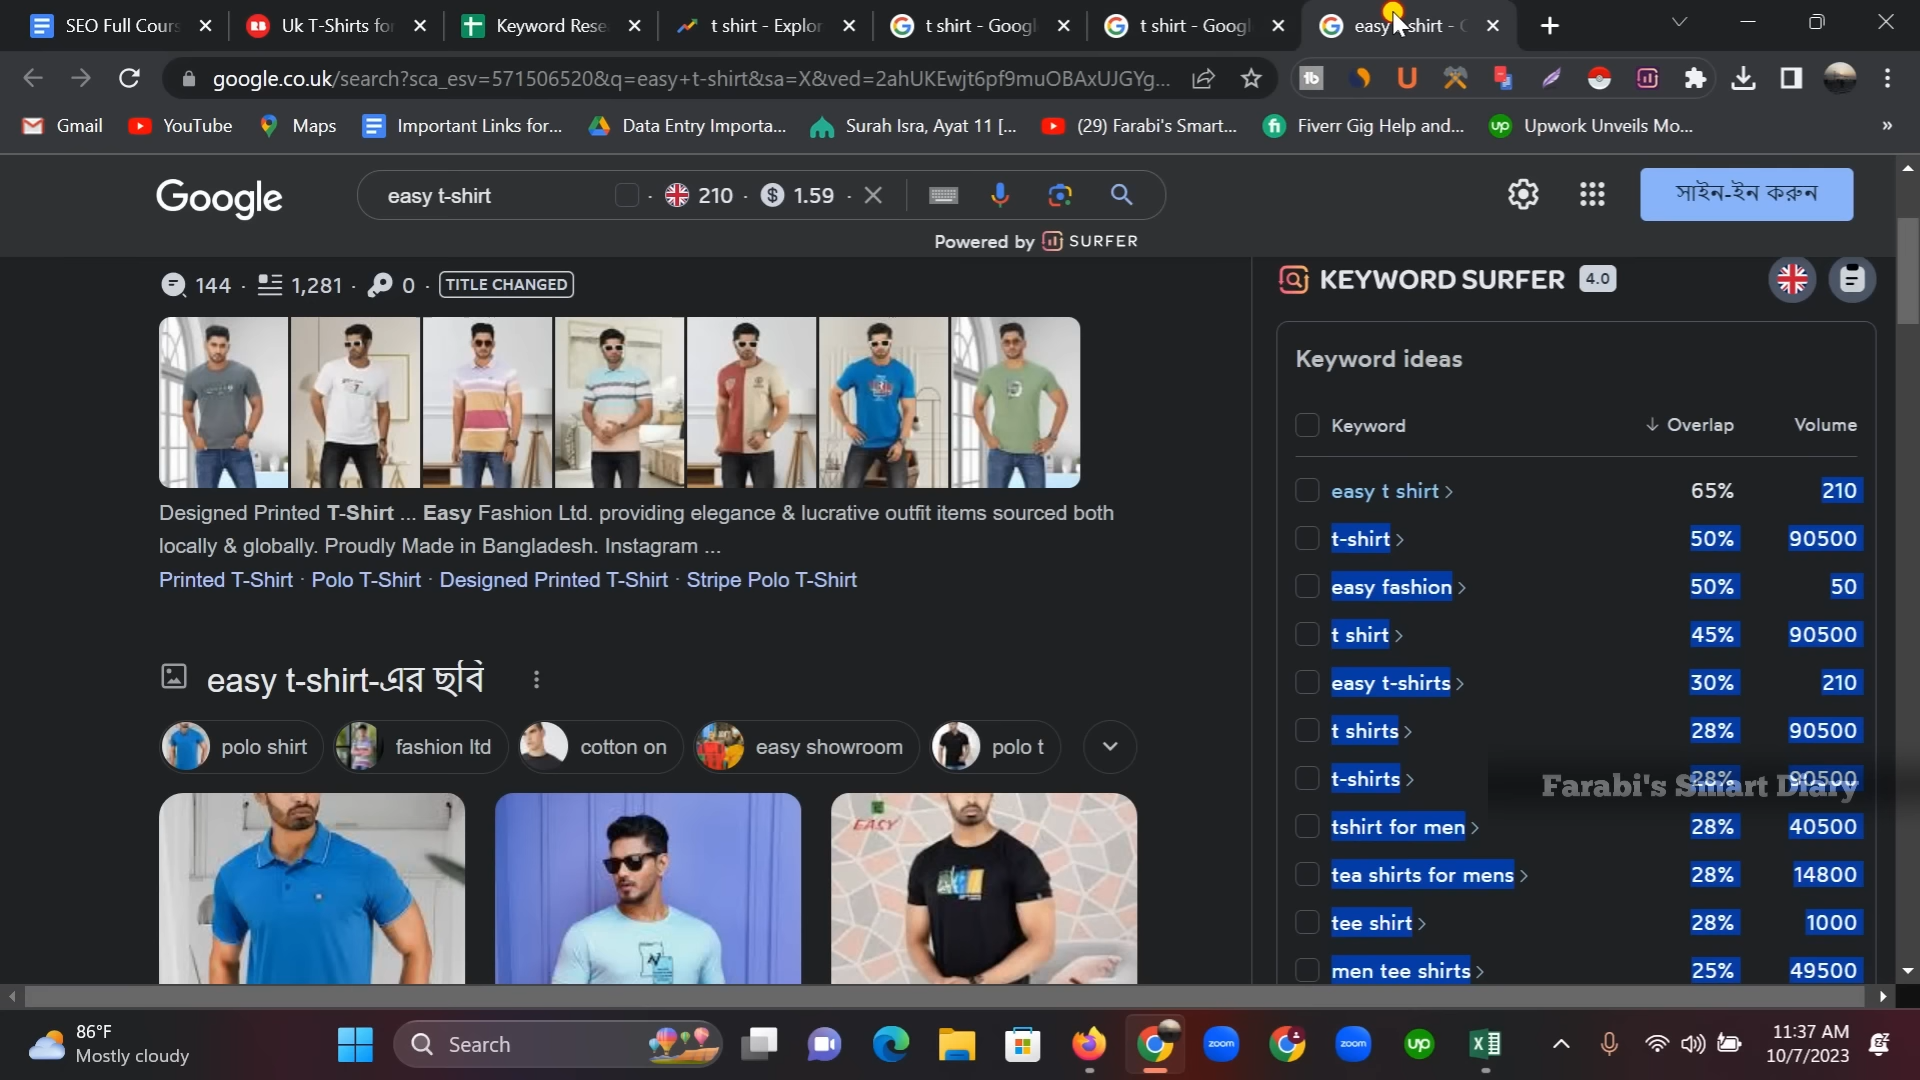 SEO Full Cours
Uk T-Shirts for
Keyword Rese
t shirt - Explor
t shirt - Googl
t shirt - Googl
google.co.uk/search?sca_esv=571506520&q=easy+t-shirt&sa=X&ved=2ahUKEwjt6pf9muOBAxUJGYg...
Gmail
YouTube
Maps
Important Links for...
Data Entry Importa...
Surah Isra, Ayat 11 [...
(29) Farabi's Smart...
Fiverr Gig Help and...
Upwork Unveils Mo...
»
Google
easy t-shirt
210 · $ 1.59 ·
সাইন-ইন করুন
Powered by SURFER
144 · 1,281 · 0 · TITLE CHANGED
KEYWORD SURFER 4.0
Designed Printed T-Shirt ... Easy Fashion Ltd. providing elegance & lucrative outfit items sourced both
locally & globally. Proudly Made in Bangladesh. Instagram ...
Printed T-Shirt · Polo T-Shirt · Designed Printed T-Shirt · Stripe Polo T-Shirt
easy t-shirt-এর ছবি
polo shirt
fashion ltd
cotton on
easy showroom
polo t
EASY
Keyword ideas
Keyword Overlap Volume
easy t shirt > 65% 210
t-shirt > 50% 90500
easy fashion > 50% 50
t shirt > 45% 90500
easy t-shirts > 30% 210
t shirts > 28% 90500
t-shirts > 28% 90500
Farabi's Smart Diary
tshirt for men > 28% 40500
tea shirts for mens > 28% 14800
tee shirt > 28% 1000
men tee shirts > 25% 49500
86°F
Mostly cloudy
Search
zoom
zoom
up
11:37 AM
10/7/2023